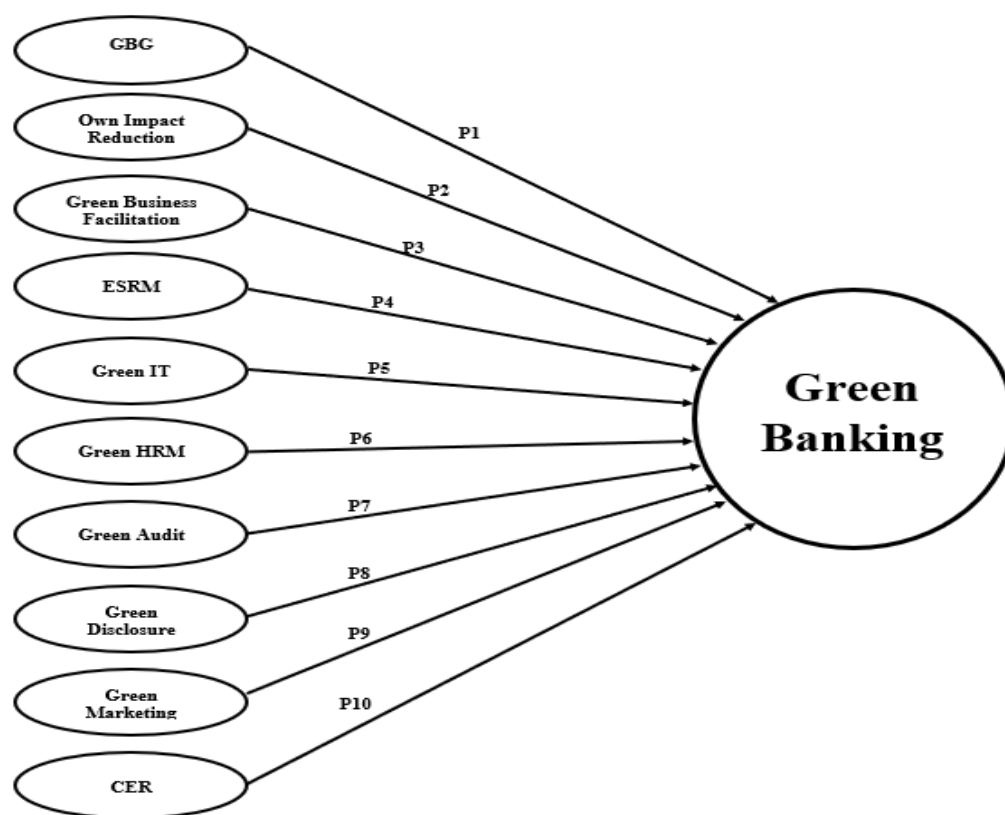 GBG
P1
Own Impact
Reduction
P2
Green Business
Facilitation
P3
ESRM
P4
Green IT
P5
Green HRM
P6
Green Audit
P7
Green
Disclosure
P8
Green
Marketing
P9
CER
P10
Green
Banking